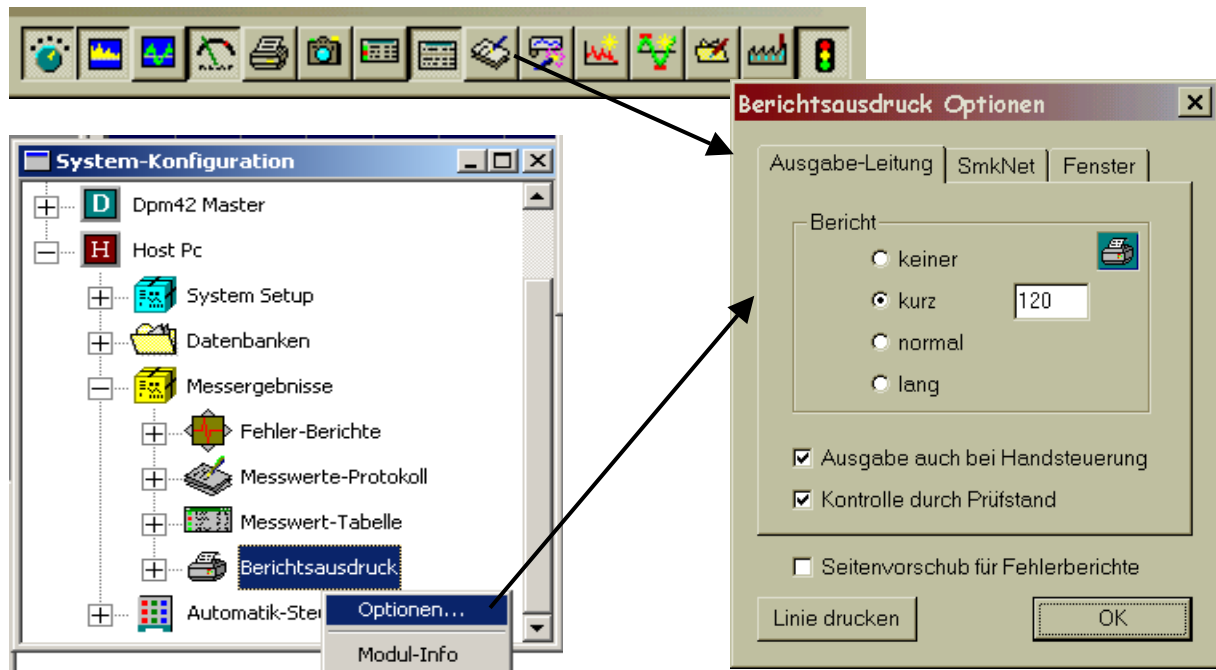 System-Konfiguration
D Dpm42 Master
H Host Pc
System Setup
Datenbanken
Messergebnisse
Fehler-Berichte
Messwerte-Protokoll
Messwert-Tabelle
Berichtsausdruck
Automatik-Ste
Optionen...
Modul-Info
Berichtsausdruck Optionen
Ausgabe-Leitung SmkNet Fenster
Bericht
keiner
kurz 120
normal
lang
Ausgabe auch bei Handsteuerung
Kontrolle durch Prüfstand
Seitenvorschub für Fehlerberichte
Linie drucken OK